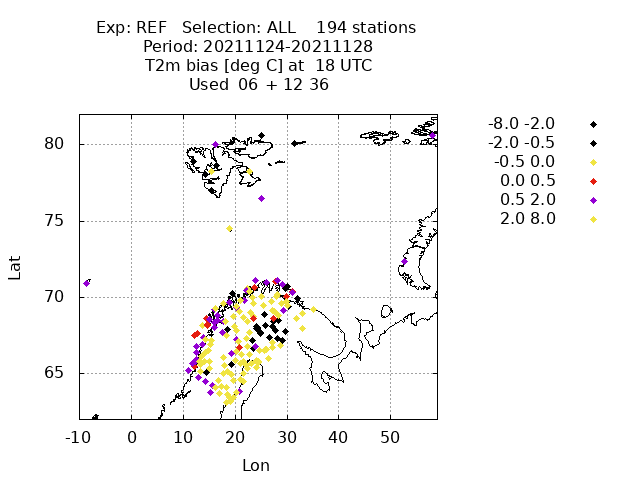 Exp: REF   Selection: ALL    194 stations
Period: 20211124-20211128
T2m bias [deg C] at  18 UTC
Used  06 + 12 36
-8.0 -2.0
-2.0 -0.5
-0.5 0.0
0.0 0.5
0.5 2.0
2.0 8.0
80
75
70
65
Lat
-10 0 10 20 30 40 50
Lon